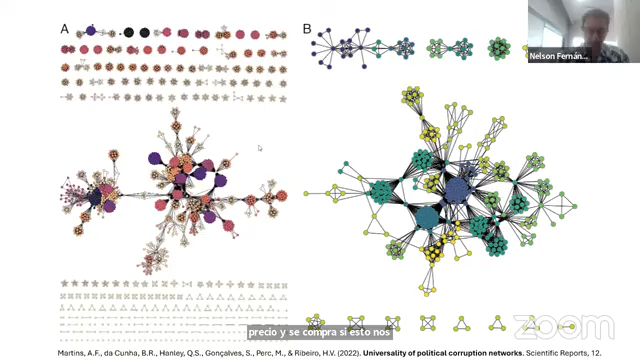 A
B
Nelson Fernán...
precio y se compra si esto nos
zoom
Martins, A.F., da Cunha, B.R., Hanley, Q.S., Gonçalves, S., Perc, M., & Ribeiro, H.V. (2022). Universality of political corruption networks. Scientific Reports, 12.